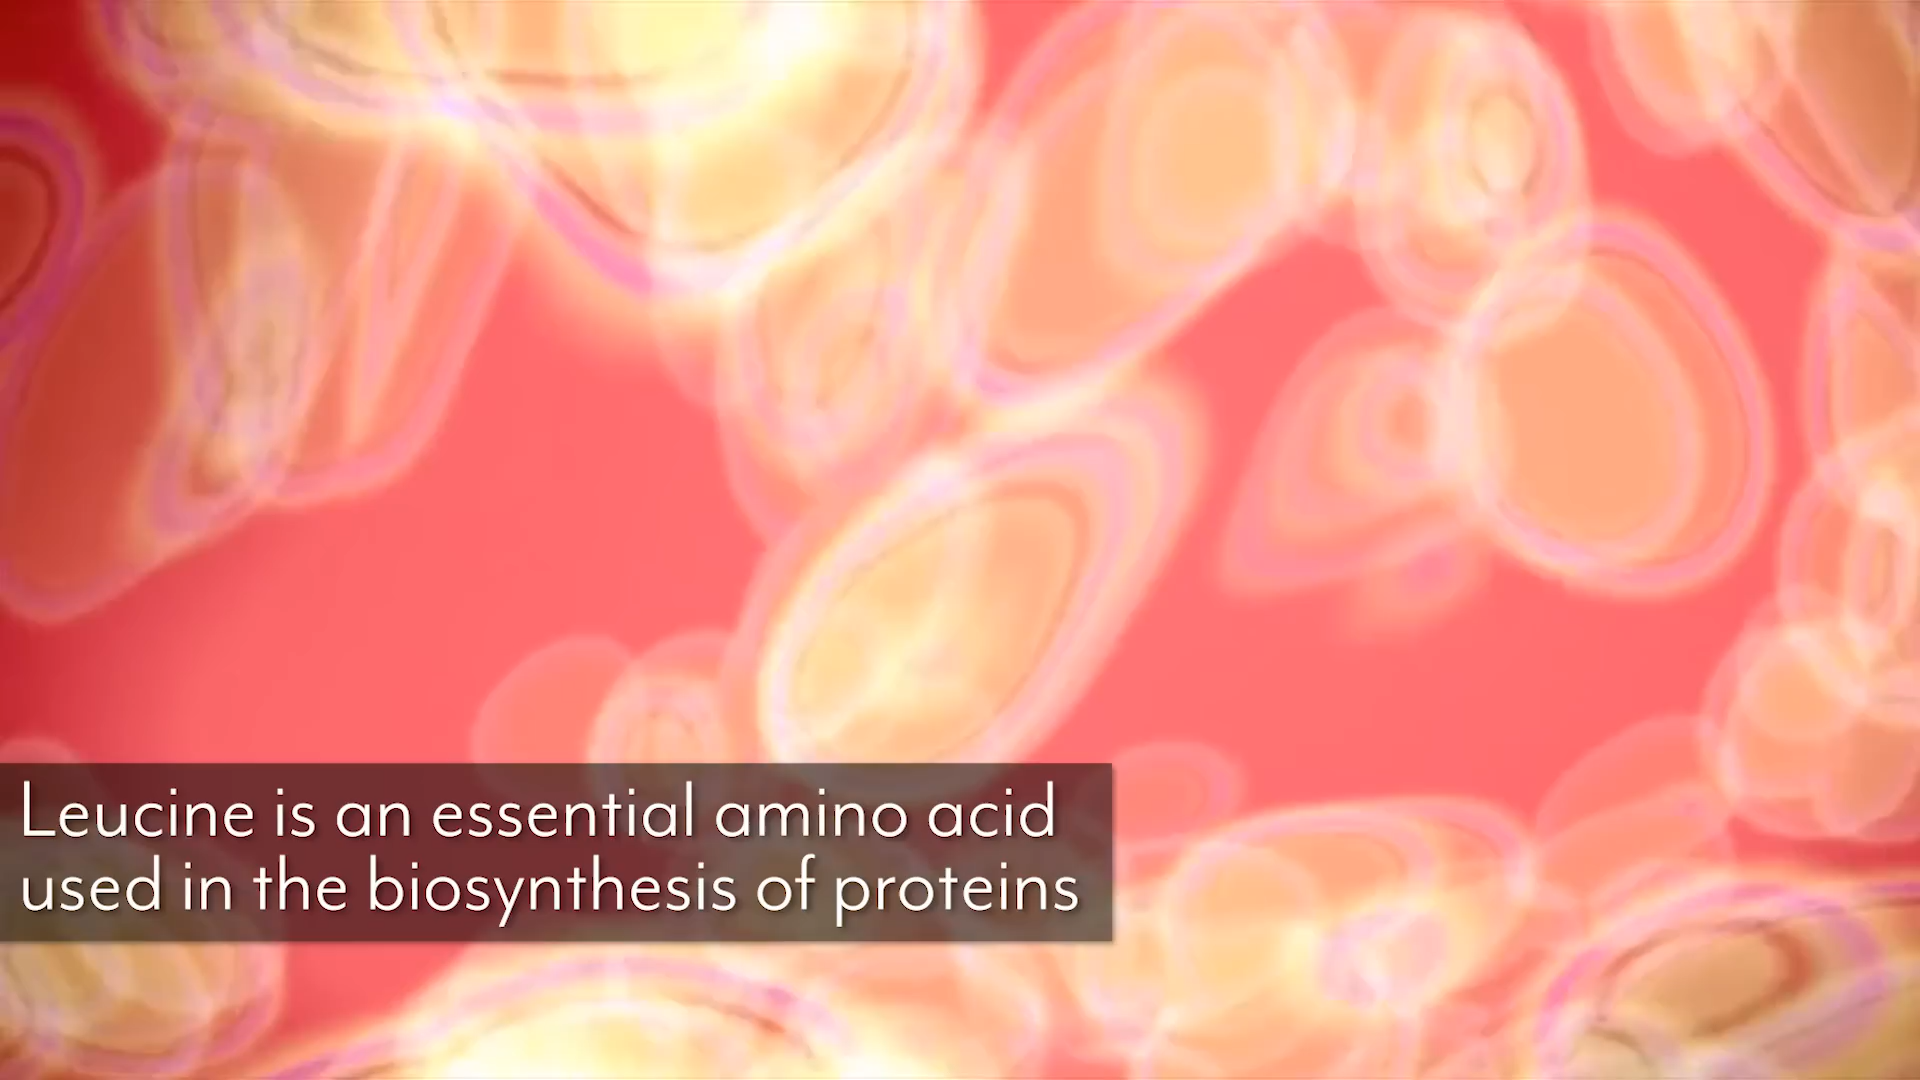 Leucine is an essential amino acid
used in the biosynthesis of proteins